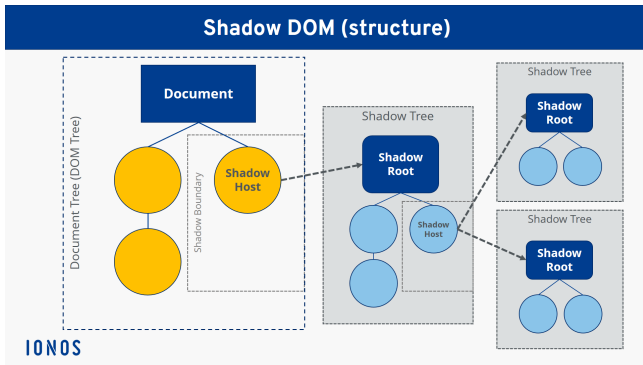 Shadow DOM (structure)
Document Tree (DOM Tree)
Document
Shadow Boundary
Shadow
Host
Shadow Tree
Shadow
Root
Shadow
Host
Shadow Tree
Shadow
Root
Shadow Tree
Shadow
Root
IONOS